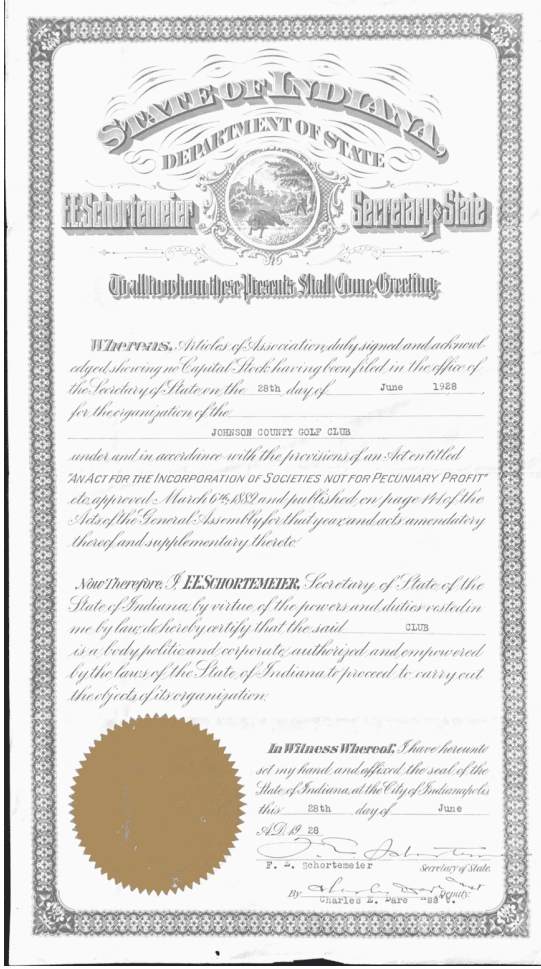 STATE OF INDIANA,
DEPARTMENT OF STATE
F.E. Schortemeier Secretary of State
To all to whom these Presents Shall Come, Greeting:
Whereas, Articles of Association, duly signed and acknowl
edged showing no Capital Stock having been filed in the office of
the Secretary of State on the 28th day of June 1928,
for the organization of the
JOHNSON COUNTY GOLF CLUB
under and in accordance with the provisions of an Act entitled
"AN ACT FOR THE INCORPORATION OF SOCIETIES NOT FOR PECUNIARY PROFIT"
etc. approved March 6th, 1889 and published on page 141 of the
Acts of the General Assembly for that year, and acts amendatory
thereof and supplementary thereto.
Now Therefore, I, F.E. SCHORTEMEIER, Secretary of State of the
State of Indiana, by virtue of the powers and duties vested in
me by law, do hereby certify that the said CLUB
is a body politic and corporate, authorized and empowered
by the laws of the State of Indiana to proceed to carry out
the objects of its organization.
In Witness Whereof, I have hereunto
set my hand and affixed the seal of the
State of Indiana, at the City of Indianapolis
this 28th day of June
A.D. 19 28
F. E. Schortemeier Secretary of State.
By Deputy.
Charles E. Dare